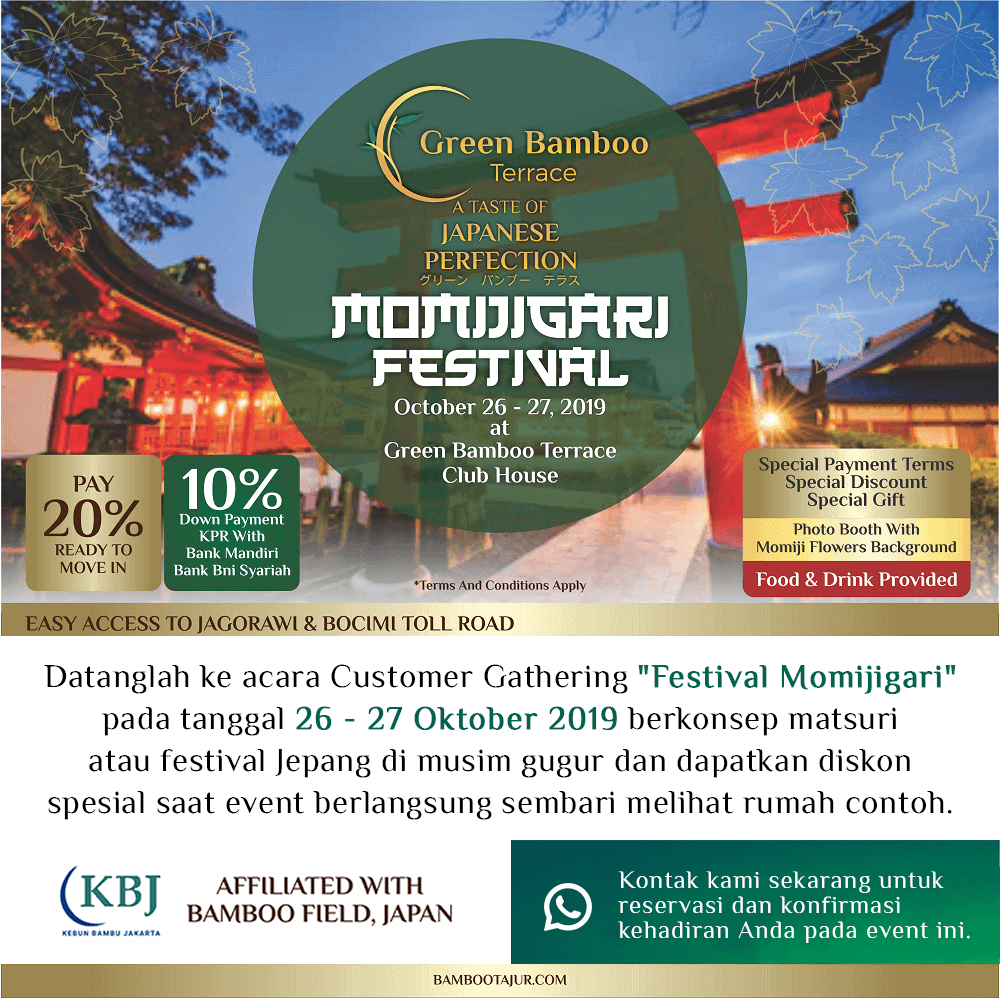 Green Bamboo
Terrace
A TASTE OF
JAPANESE
PERFECTION
グリーン バンブー テラス
MOMIJIGARI
FESTIVAL
October 26 - 27, 2019
at
Green Bamboo Terrace
Club House
PAY
20%
READY TO
MOVE IN
10%
Down Payment
KPR With
Bank Mandiri
Bank Bni Syariah
*Terms And Conditions Apply
Special Payment Terms
Special Discount
Special Gift
Photo Booth With
Momiji Flowers Background
Food & Drink Provided
EASY ACCESS TO JAGORAWI & BOCIMI TOLL ROAD
Datanglah ke acara Customer Gathering "Festival Momijigari"
pada tanggal 26 - 27 Oktober 2019 berkonsep matsuri
atau festival Jepang di musim gugur dan dapatkan diskon
spesial saat event berlangsung sembari melihat rumah contoh.
KBJ
KEBUN BAMBU JAKARTA
AFFILIATED WITH
BAMBOO FIELD, JAPAN
Kontak kami sekarang untuk
reservasi dan konfirmasi
kehadiran Anda pada event ini.
BAMBOOTAJUR.COM